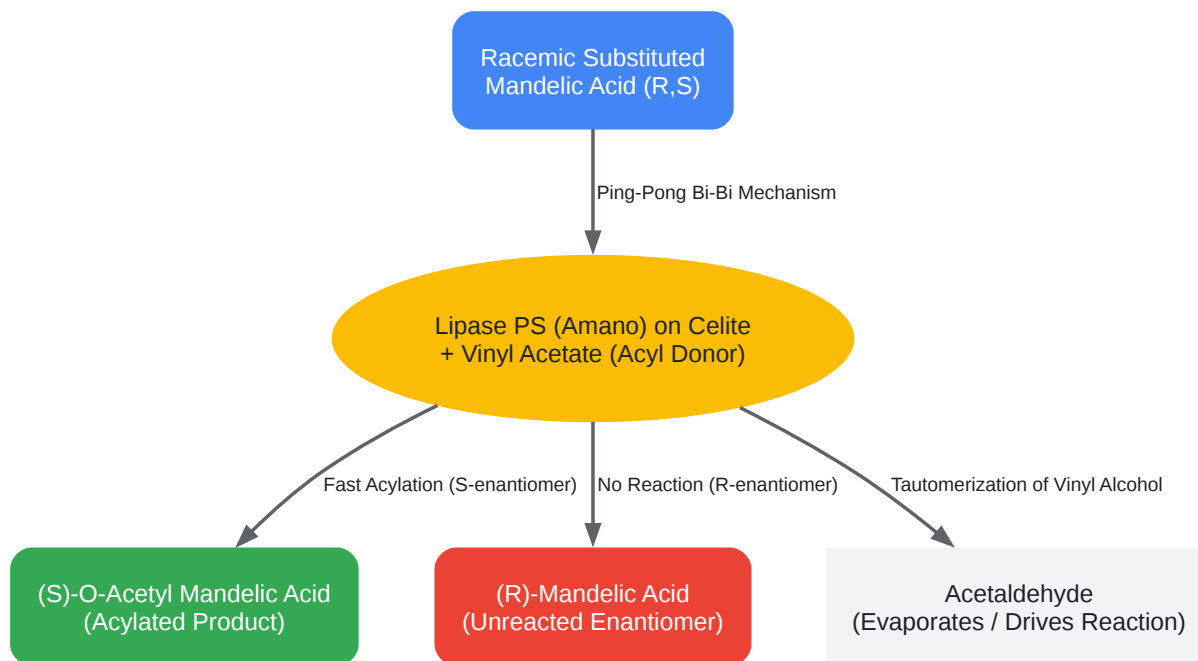 Racemic Substituted
Mandelic Acid (R,S)
Ping-Pong Bi-Bi Mechanism
Lipase PS (Amano) on Celite
+ Vinyl Acetate (Acyl Donor)
Fast Acylation (S-enantiomer)
No Reaction (R-enantiomer)
Tautomerization of Vinyl Alcohol
(S)-O-Acetyl Mandelic Acid
(Acylated Product)
(R)-Mandelic Acid
(Unreacted Enantiomer)
Acetaldehyde
(Evaporates / Drives Reaction)